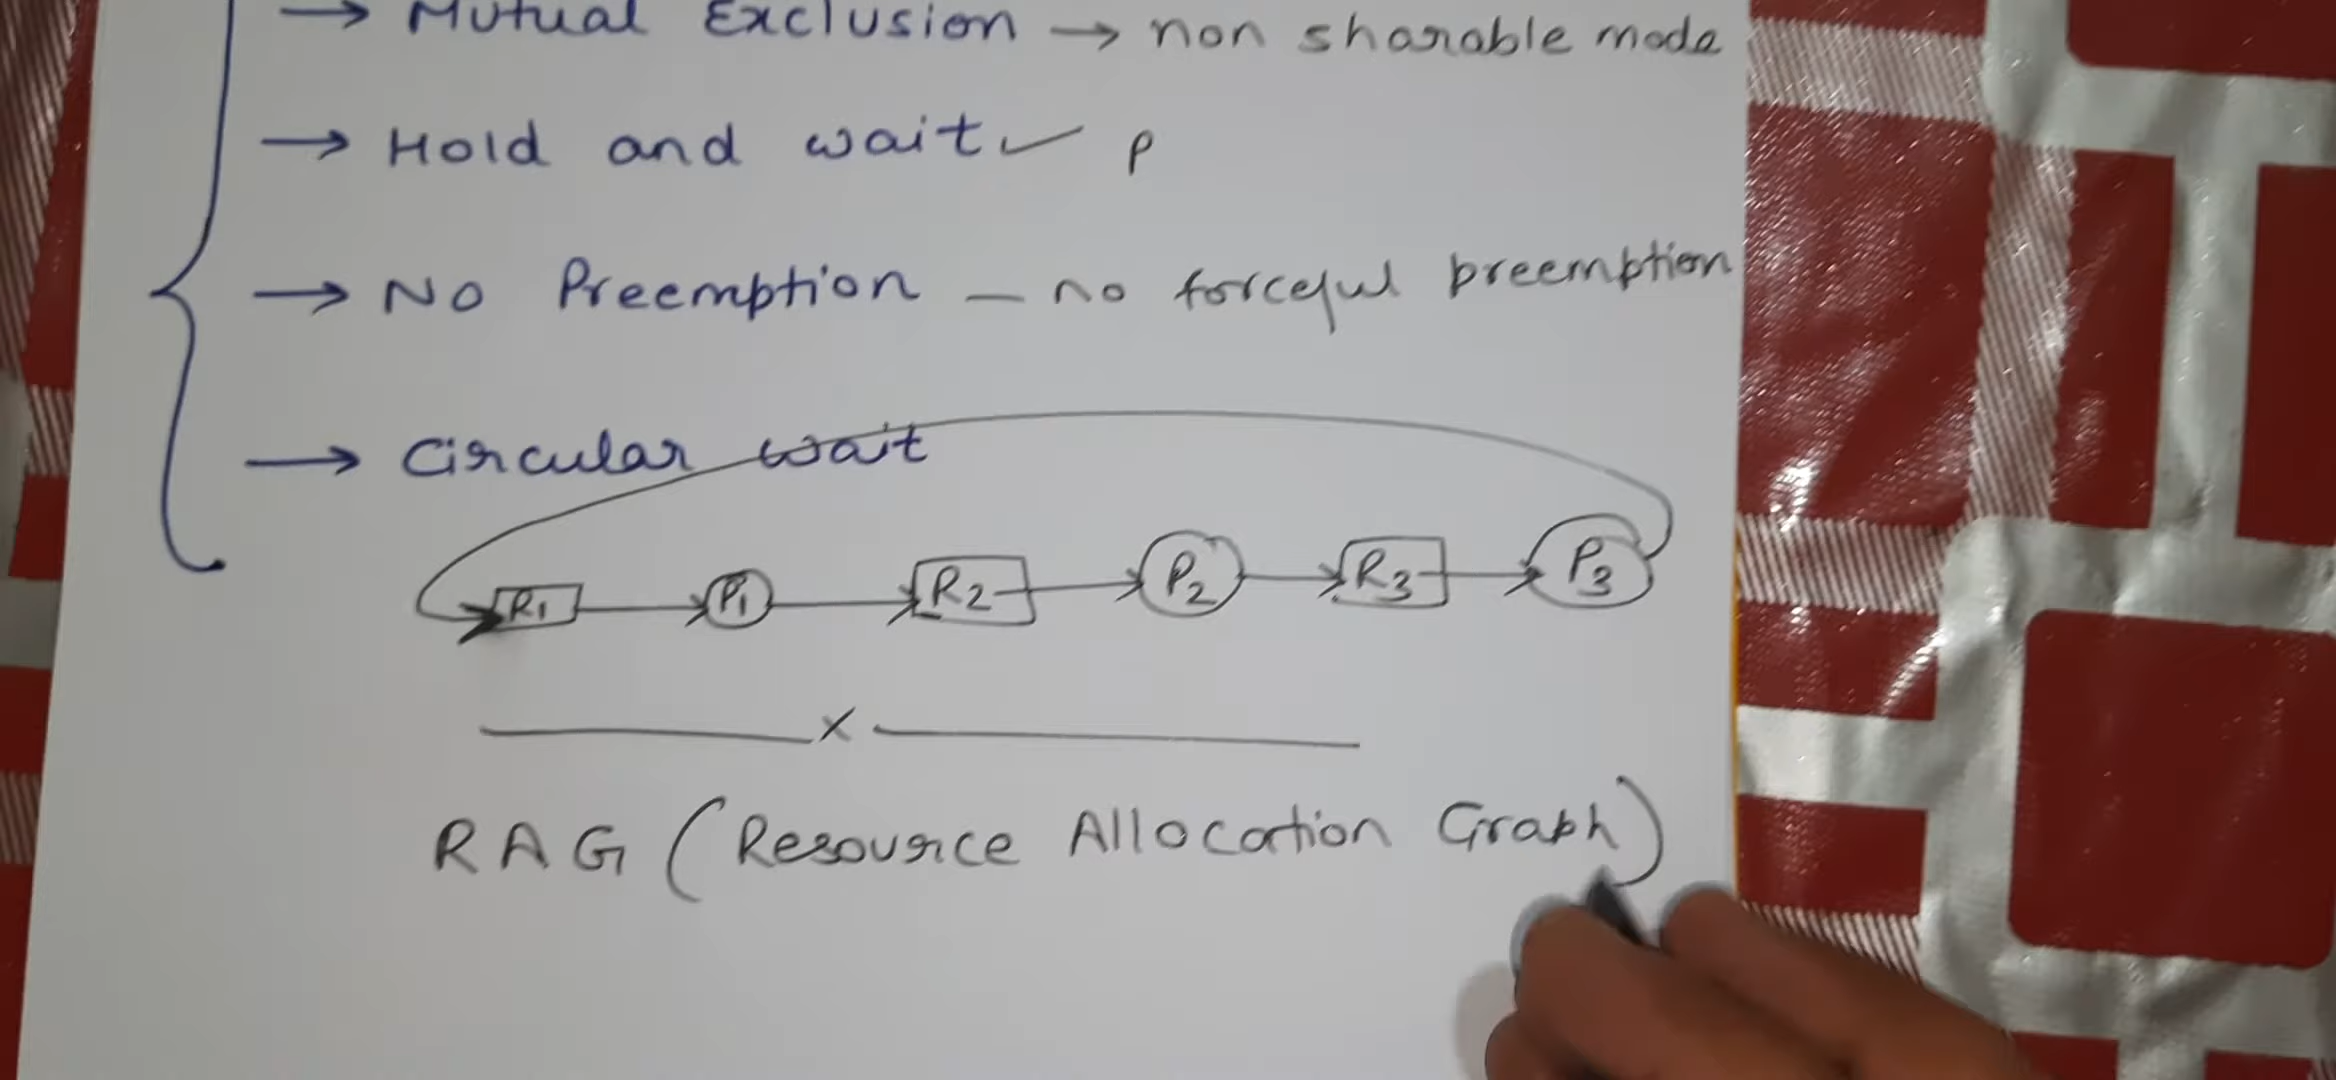 → Mutual Exclusion → non sharable mode
→ Hold and wait ✓ P
→ No Preemption – no forceful preemption
→ Circular wait
R1 → P1 → R2 → P2 → R3 → P3
x
RAG (Resource Allocation Graph)